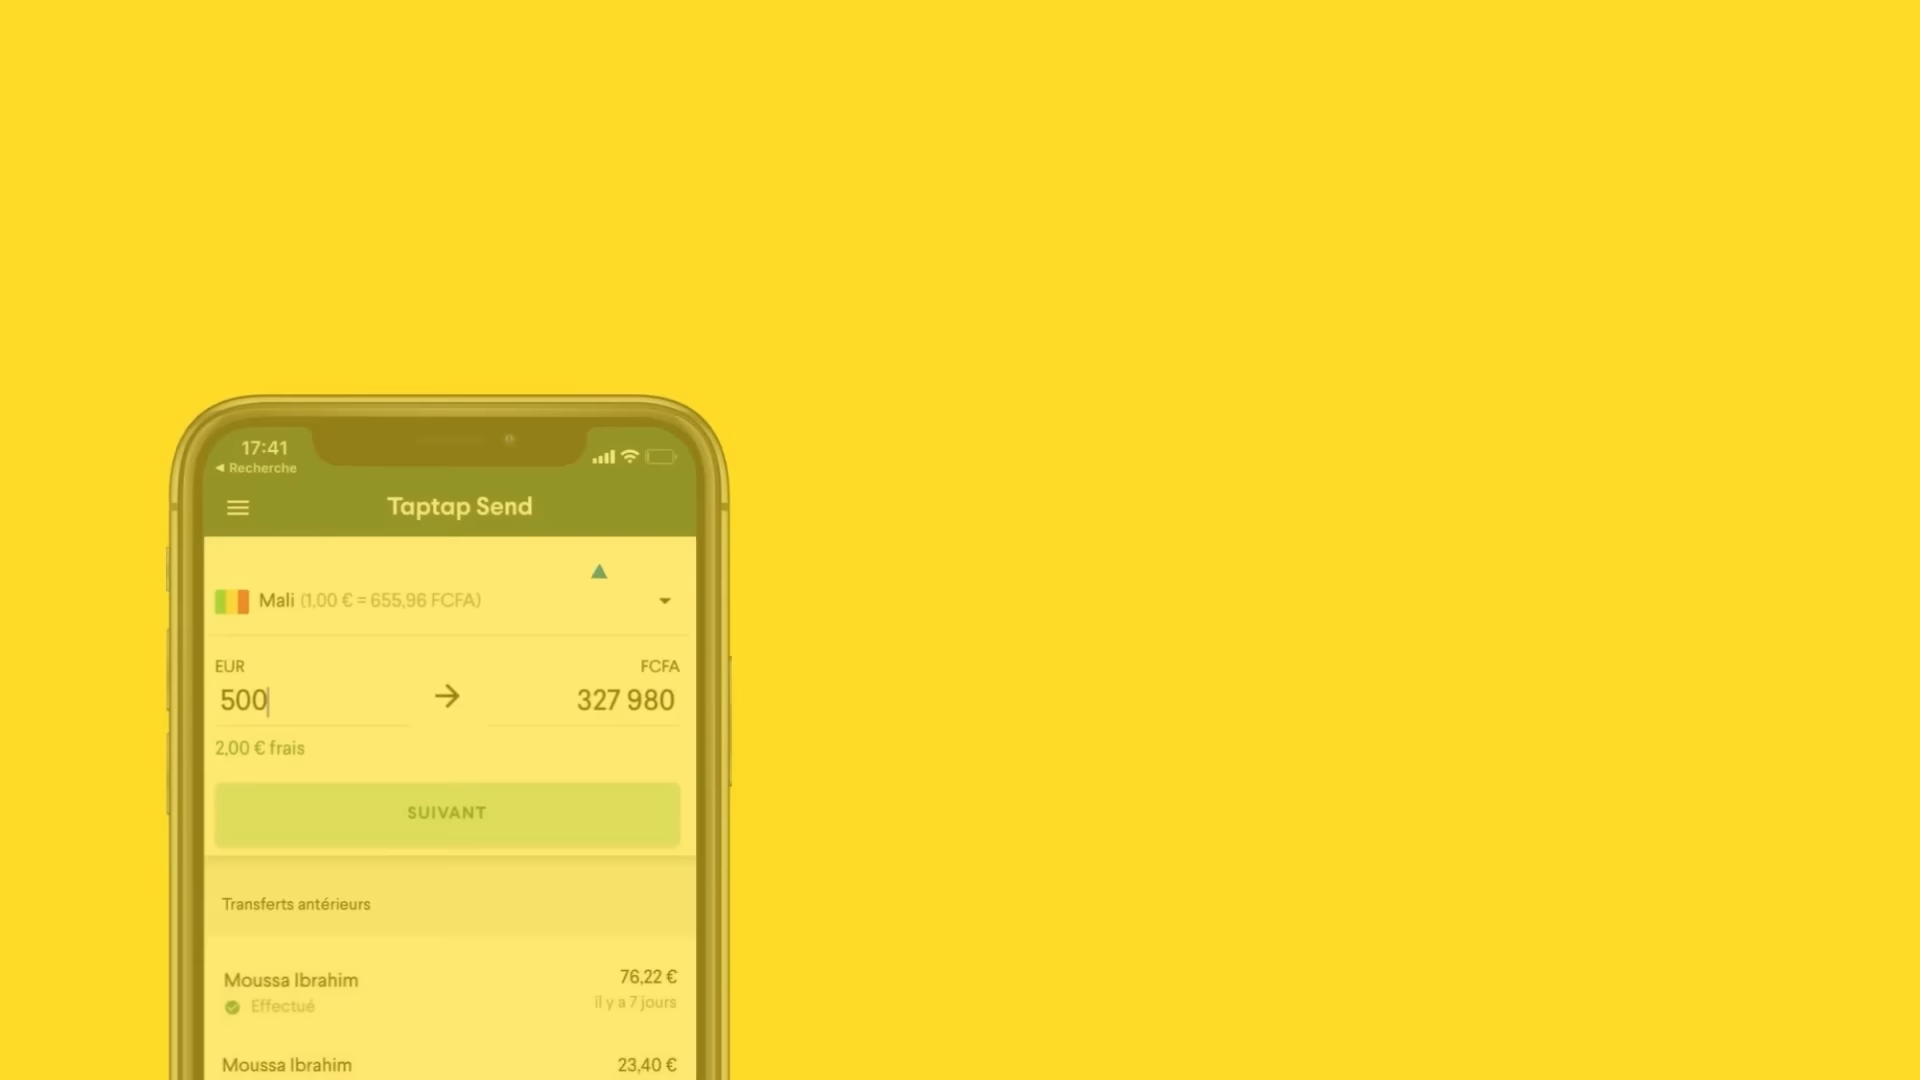 17:41
◀ Recherche
Taptap Send
Mali (1,00 € = 655,96 FCFA)
EUR
FCFA
500
327 980
2,00 € frais
SUIVANT
Transferts antérieurs
Moussa Ibrahim
76,22 €
Effectué
il y a 7 jours
Moussa Ibrahim
23,40 €